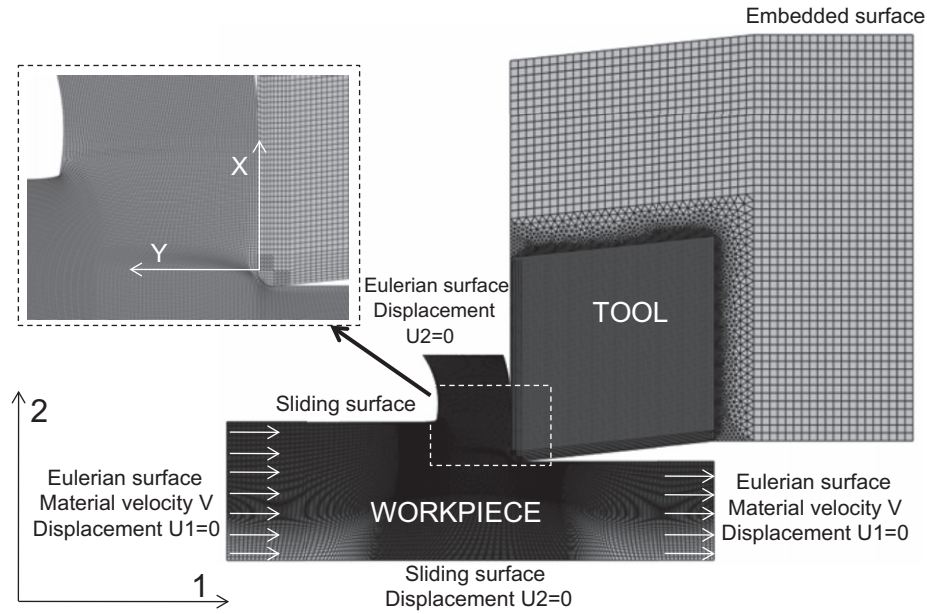 Embedded surface
X
Y
Eulerian surface
Displacement
U2=0
TOOL
2
Sliding surface
Eulerian surface
Material velocity V
Displacement U1=0
WORKPIECE
Eulerian surface
Material velocity V
Displacement U1=0
1
Sliding surface
Displacement U2=0